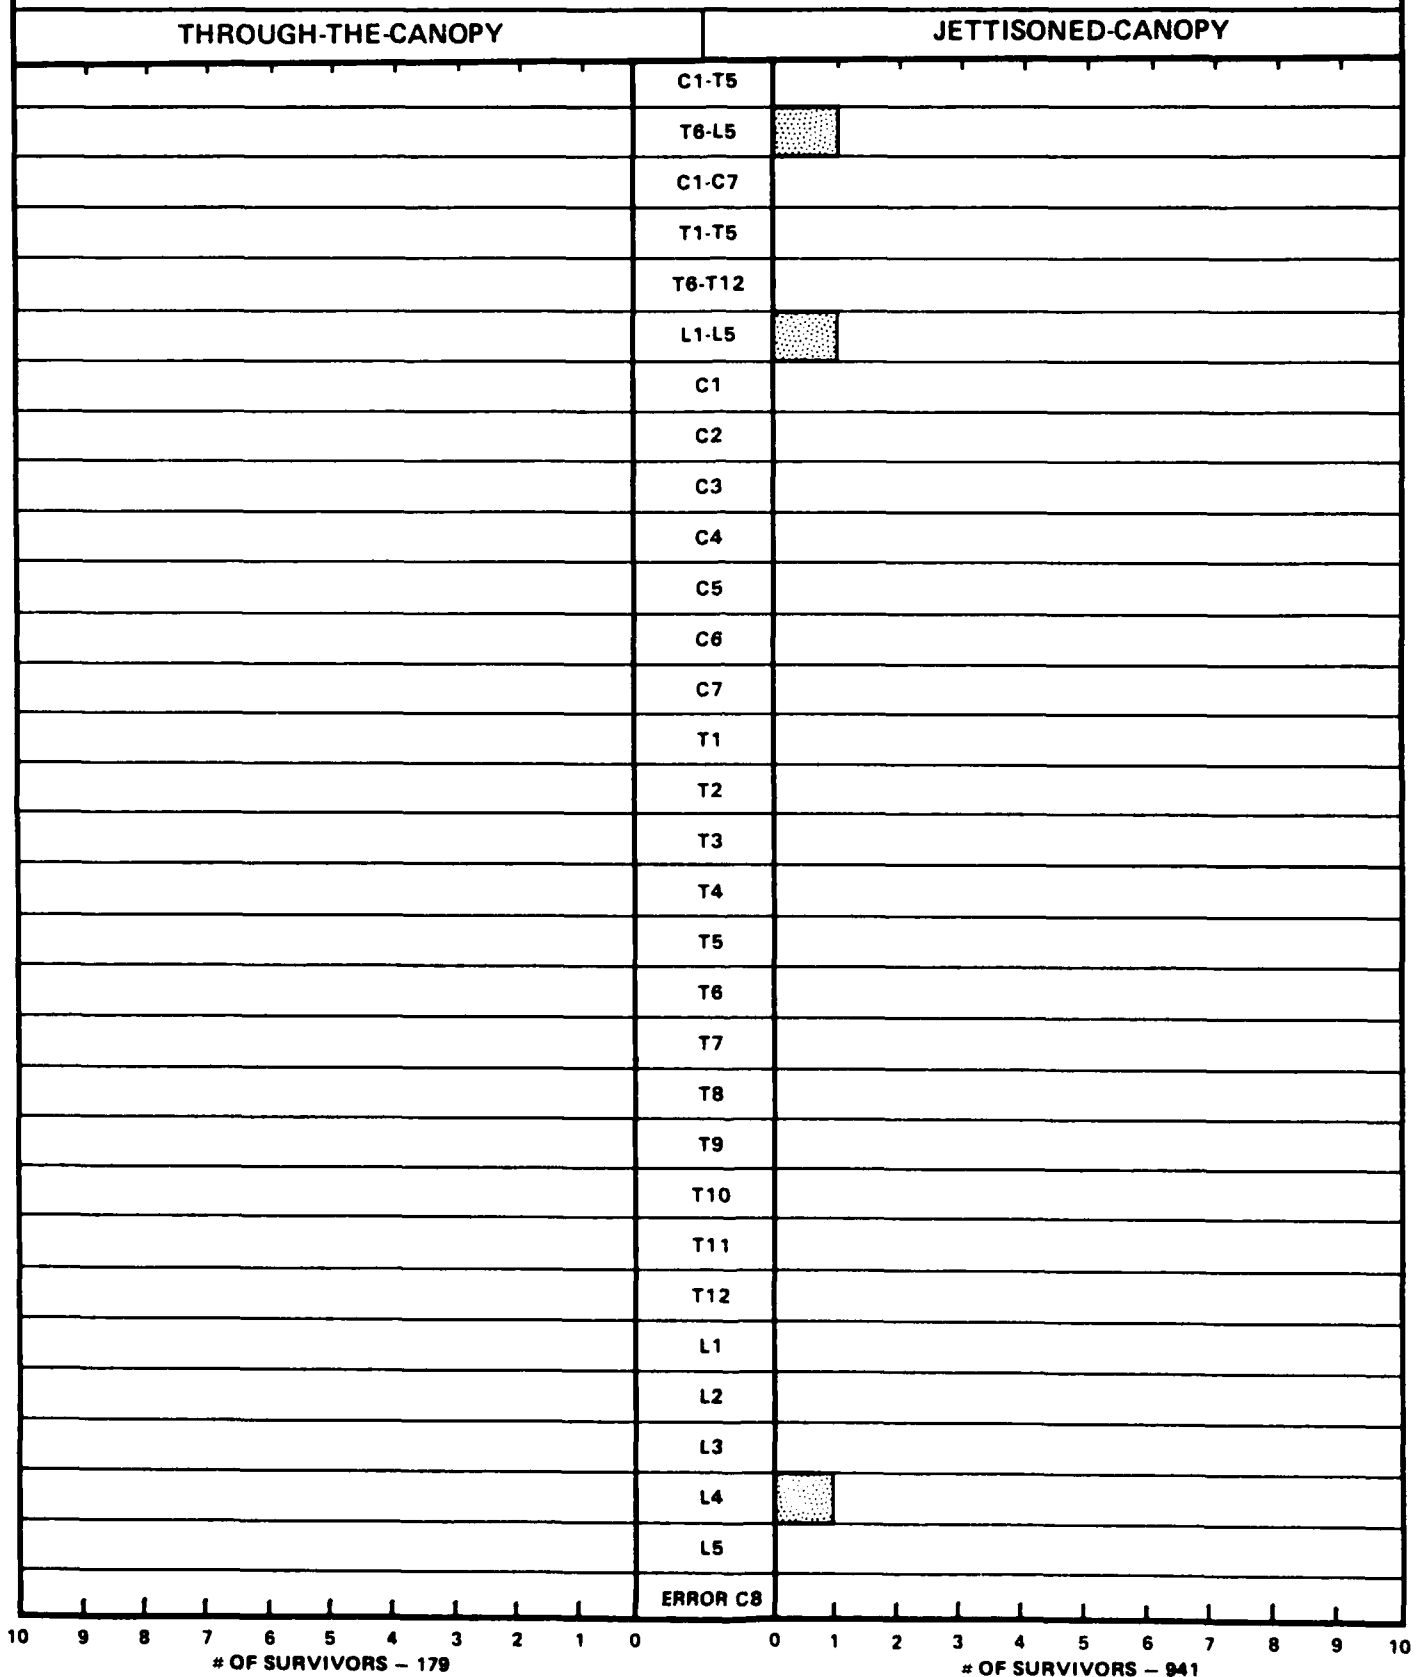 THROUGH-THE-CANOPY JETTISONED-CANOPY
C1-T5
T6-L5
C1-C7
T1-T5
T6-T12
L1-L5
C1
C2
C3
C4
C5
C6
C7
T1
T2
T3
T4
T5
T6
T7
T8
T9
T10
T11
T12
L1
L2
L3
L4
L5
ERROR C8
10 9 8 7 6 5 4 3 2 1 0 0 1 2 3 4 5 6 7 8 9 10
# OF SURVIVORS – 179 # OF SURVIVORS – 941